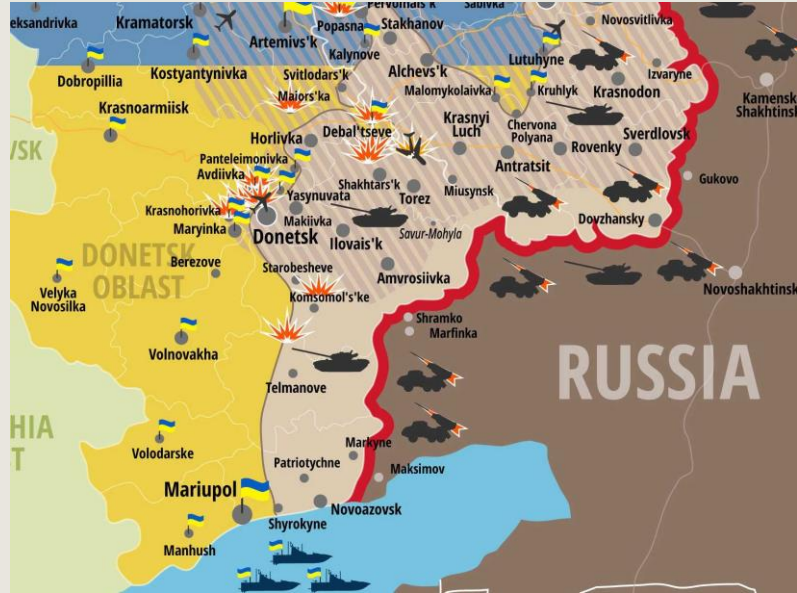 Kramatorsk
Pervomais'k
Sabivka
Popasna
Stakhanov
Novosvitlivka
Artemivs'k
Kalynove
Lutuhyne
Dobropillia
Kostyantynivka
Svitlodars'k
Alchevs'k
Izvaryne
Maiors'ka
Malomykolaivka
Kruhlyk
Krasnodon
Kamensk
Shakhtinsk
Krasnoarmiisk
Debal'tseve
Krasnyi
Luch
Chervona
Polyana
Horlivka
Rovenky
Sverdlovsk
VSK
Panteleimonivka
Avdiivka
Antratsit
Shakhtars'k
Torez
Miusynsk
Gukovo
Yasynuvata
Krasnohorivka
Makiivka
Maryinka
Donetsk
Ilovais'k
Savur-Mohyla
Dovzhansky
DONETSK
OBLAST
Berezove
Starobesheve
Amvrosiivka
Velyka
Novosilka
Komsomol's'ke
Novoshakhtinsk
Shramko
Marfinka
Volnovakha
RUSSIA
Telmanove
HIA
T
Volodarske
Markyne
Patriotychne
Maksimov
Mariupol
Shyrokyne
Novoazovsk
Manhush